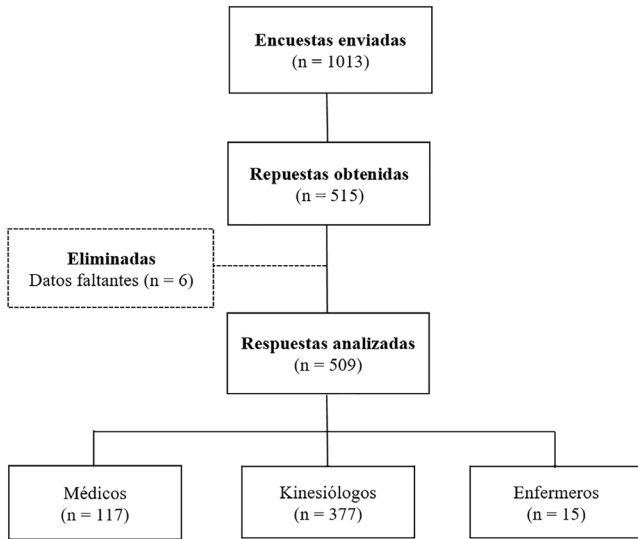 Encuestas enviadas
(n = 1013)
Repuestas obtenidas
(n = 515)
Eliminadas
Datos faltantes (n = 6)
Respuestas analizadas
(n = 509)
Médicos
(n = 117)
Kinesiólogos
(n = 377)
Enfermeros
(n = 15)